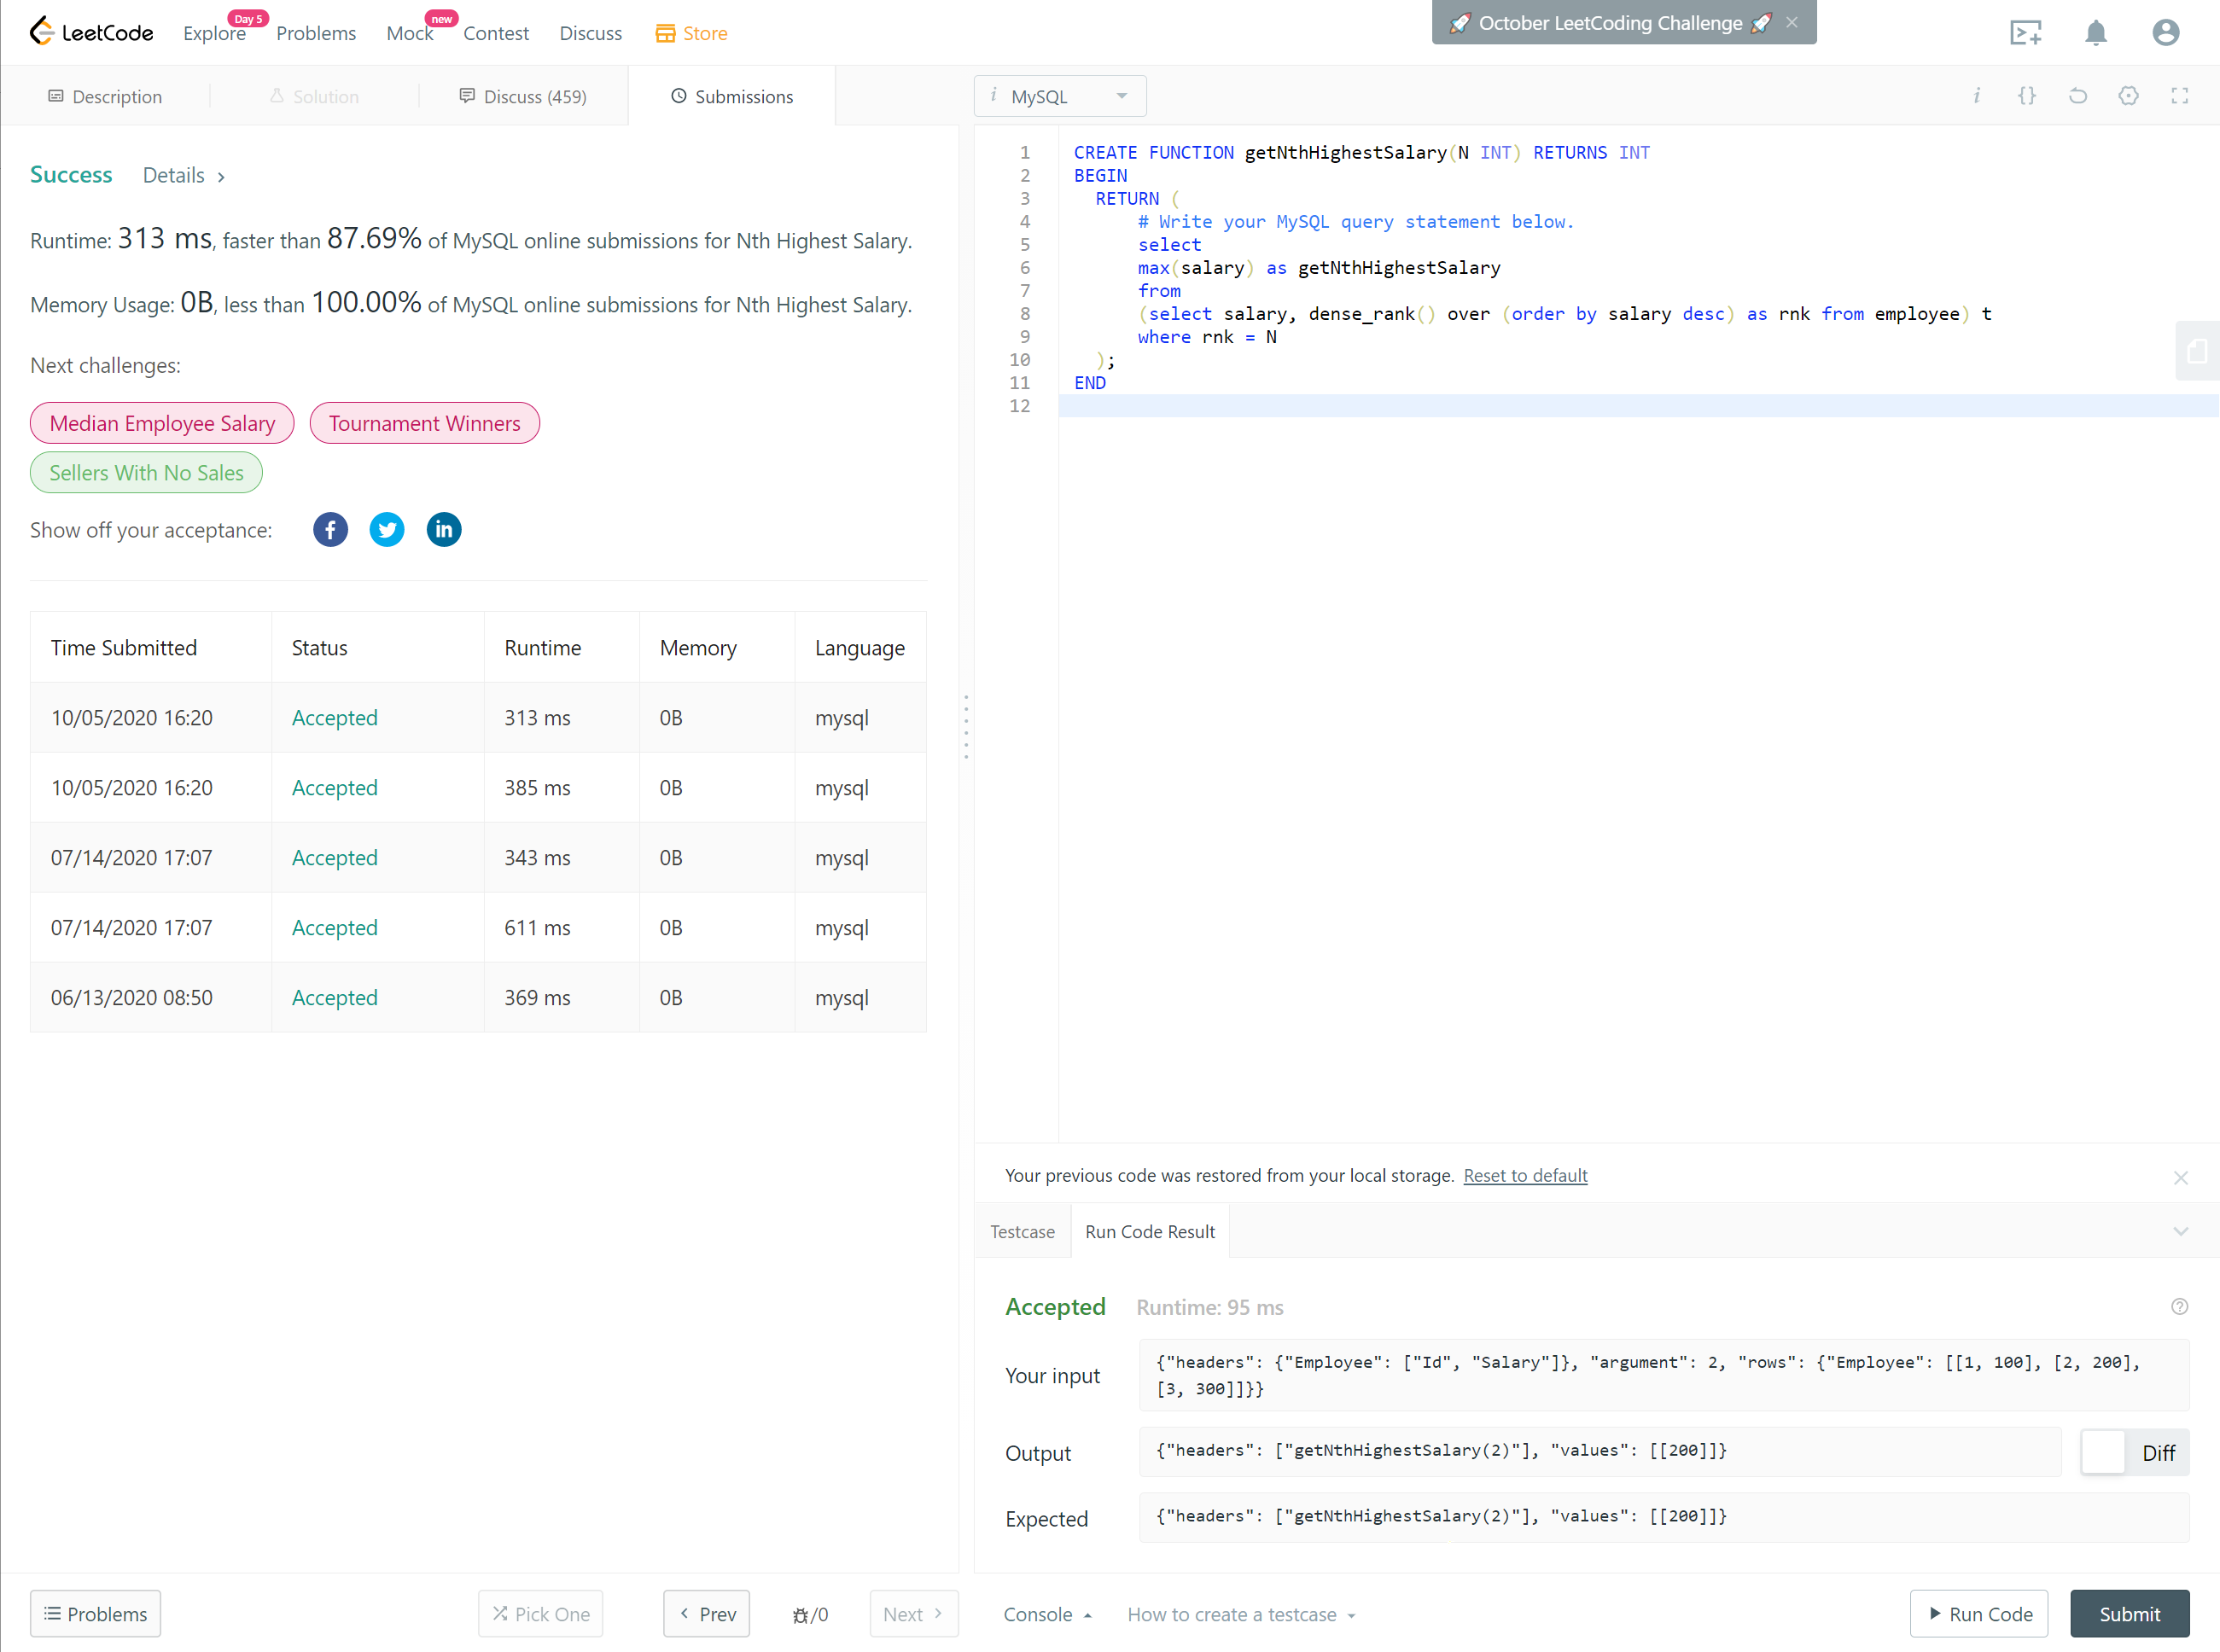 LeetCode
Explore
Day 5
Problems
Mock
new
Contest
Discuss
Store
🚀 October LeetCoding Challenge 🚀 ×
Description
Solution
Discuss (459)
Submissions
i MySQL
Success
Details >
Runtime: 313 ms, faster than 87.69% of MySQL online submissions for Nth Highest Salary.
Memory Usage: 0B, less than 100.00% of MySQL online submissions for Nth Highest Salary.
Next challenges:
Median Employee Salary
Tournament Winners
Sellers With No Sales
Show off your acceptance:
Time Submitted Status Runtime Memory Language
10/05/2020 16:20 Accepted 313 ms 0B mysql
10/05/2020 16:20 Accepted 385 ms 0B mysql
07/14/2020 17:07 Accepted 343 ms 0B mysql
07/14/2020 17:07 Accepted 611 ms 0B mysql
06/13/2020 08:50 Accepted 369 ms 0B mysql
Problems
Pick One
< Prev
/0
Next >
1 CREATE FUNCTION getNthHighestSalary(N INT) RETURNS INT
2 BEGIN
3 RETURN (
4 # Write your MySQL query statement below.
5 select
6 max(salary) as getNthHighestSalary
7 from
8 (select salary, dense_rank() over (order by salary desc) as rnk from employee) t
9 where rnk = N
10 );
11 END
12
Your previous code was restored from your local storage. Reset to default
Testcase
Run Code Result
Accepted
Runtime: 95 ms
Your input
{"headers": {"Employee": ["Id", "Salary"]}, "argument": 2, "rows": {"Employee": [[1, 100], [2, 200],
[3, 300]]}}
Output
{"headers": ["getNthHighestSalary(2)"], "values": [[200]]}
Diff
Expected
{"headers": ["getNthHighestSalary(2)"], "values": [[200]]}
Console
How to create a testcase
Run Code
Submit